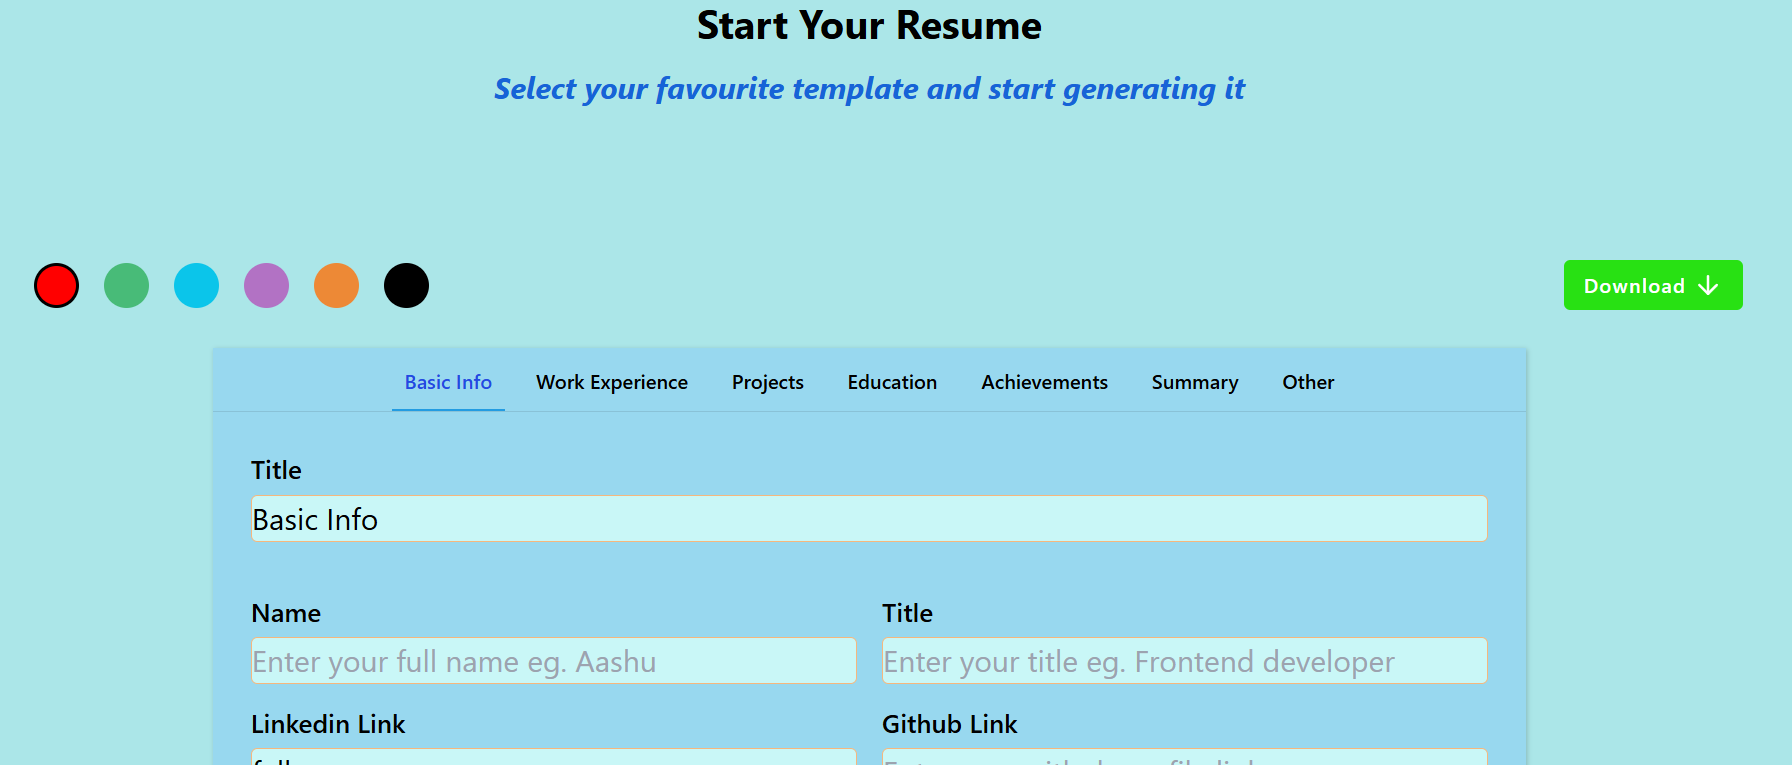 Start Your Resume
Select your favourite template and start generating it
Download
Basic Info Work Experience Projects Education Achievements Summary Other
Title
Basic Info
Name Title
Enter your full name eg. Aashu Enter your title eg. Frontend developer
Linkedin Link Github Link